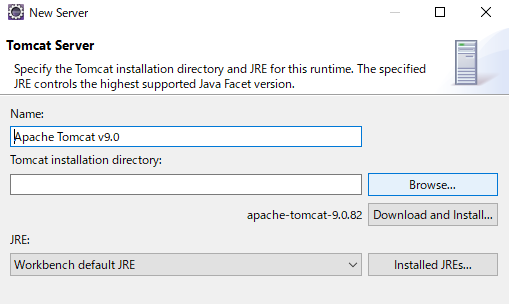 New Server
Tomcat Server
Specify the Tomcat installation directory and JRE for this runtime. The specified
JRE controls the highest supported Java Facet version.
Name:
Apache Tomcat v9.0
Tomcat installation directory:
Browse...
apache-tomcat-9.0.82 Download and Install...
JRE:
Workbench default JRE Installed JREs...